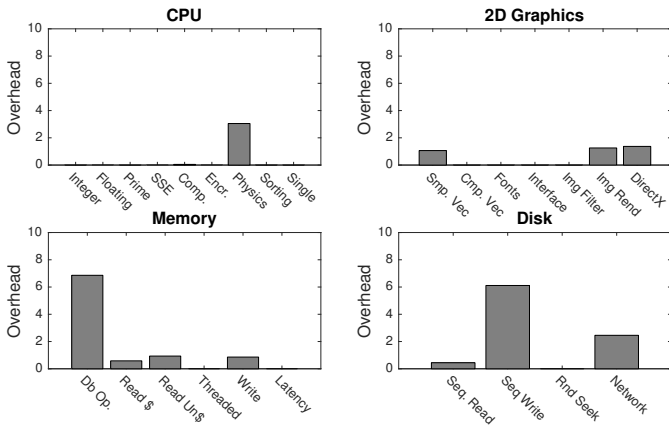 CPU
10
8
6
4
2
0
Overhead
Integer
Floating
Prime
SSE
Comp.
Encr.
Physics
Sorting
Single
2D Graphics
10
8
6
4
2
0
Overhead
Smp. Vec
Cmp. Vec
Fonts
Interface
Img Filter
Img Rend
DirectX
Memory
10
8
6
4
2
0
Overhead
Db Op.
Read $
Read Un$
Threaded
Write
Latency
Disk
10
8
6
4
2
0
Overhead
Seq. Read
Seq Write
Rnd Seek
Network